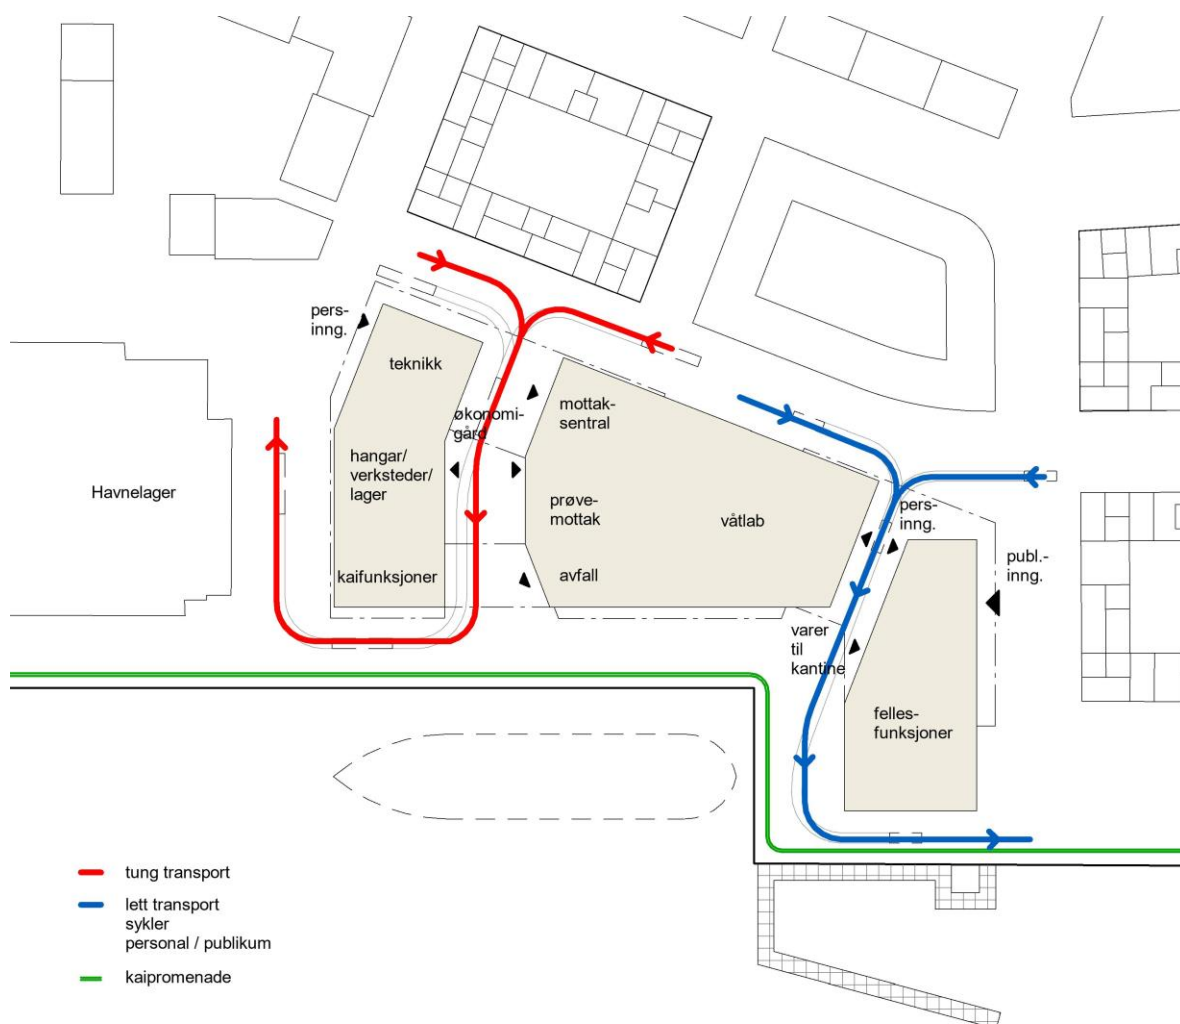 pers-
inng.
teknikk
økonomi-
gård
mottak-
sentral
hangar/
verksteder/
lager
Havnelager
prøve-
mottak
våtlab
pers-
inng.
publ.-
inng.
kaifunksjoner
avfall
varer
til
kantine
felles-
funksjoner
tung transport
lett transport
sykler
personal / publikum
kaipromenade